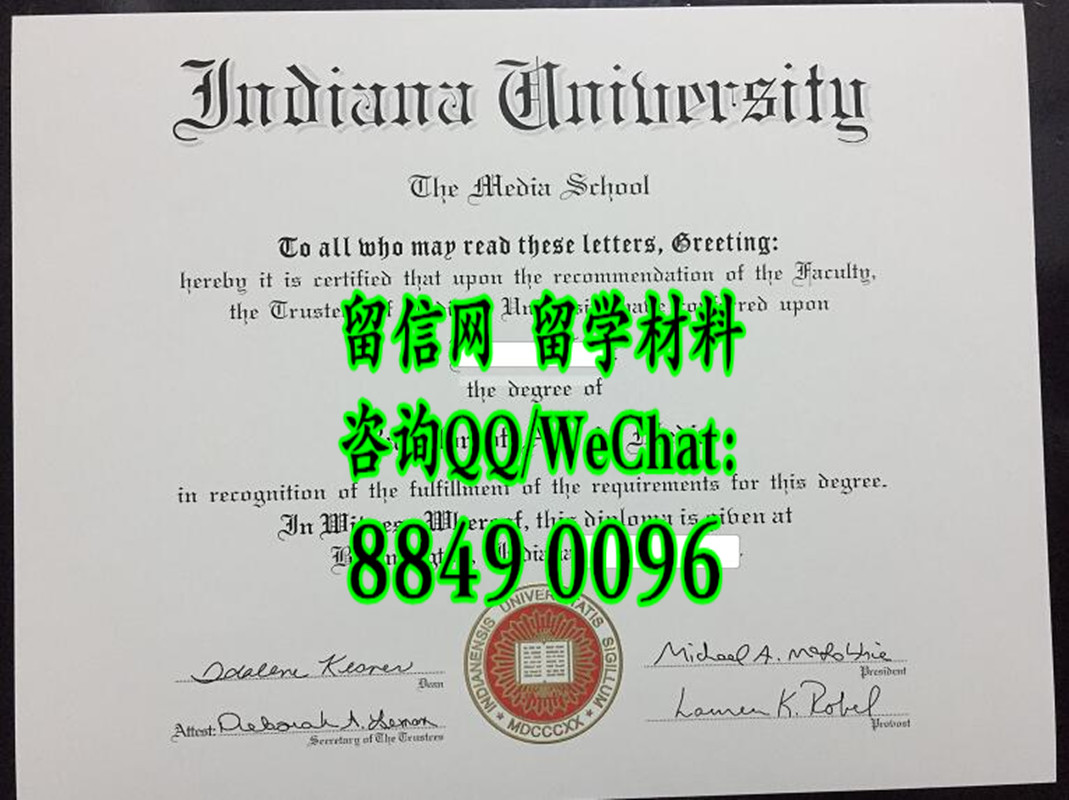 Indiana University
The Media School
To all who may read these letters, Greeting:
hereby it is certified that upon the recommendation of the Faculty,
the red upon
留信网 留学材料
the degree of
咨询QQ/WeChat:
in recognition of the fulfillment of the requirements for this degree.
In Whereof, this diploma is given at
8849 0096
INDIANENSIS UNIVERSITATIS SIGILLUM
MDCCCXX
Dean
President
Attest:
Lauren K. Robel
Secretary of The Trustees
Provost